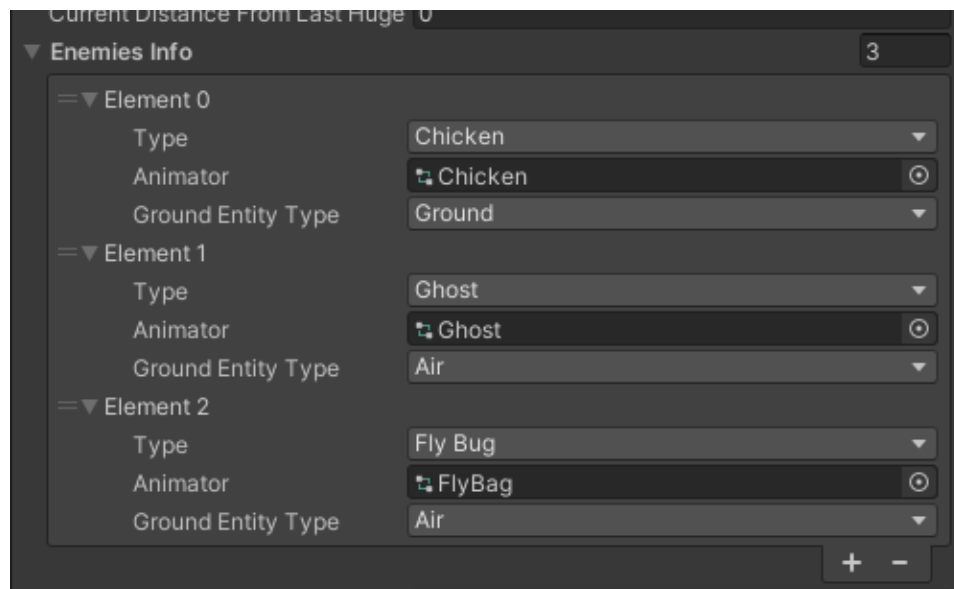 Current Distance From Last Huge 0
Enemies Info 3
Element 0
Type Chicken
Animator Chicken
Ground Entity Type Ground
Element 1
Type Ghost
Animator Ghost
Ground Entity Type Air
Element 2
Type Fly Bug
Animator FlyBag
Ground Entity Type Air
+ −